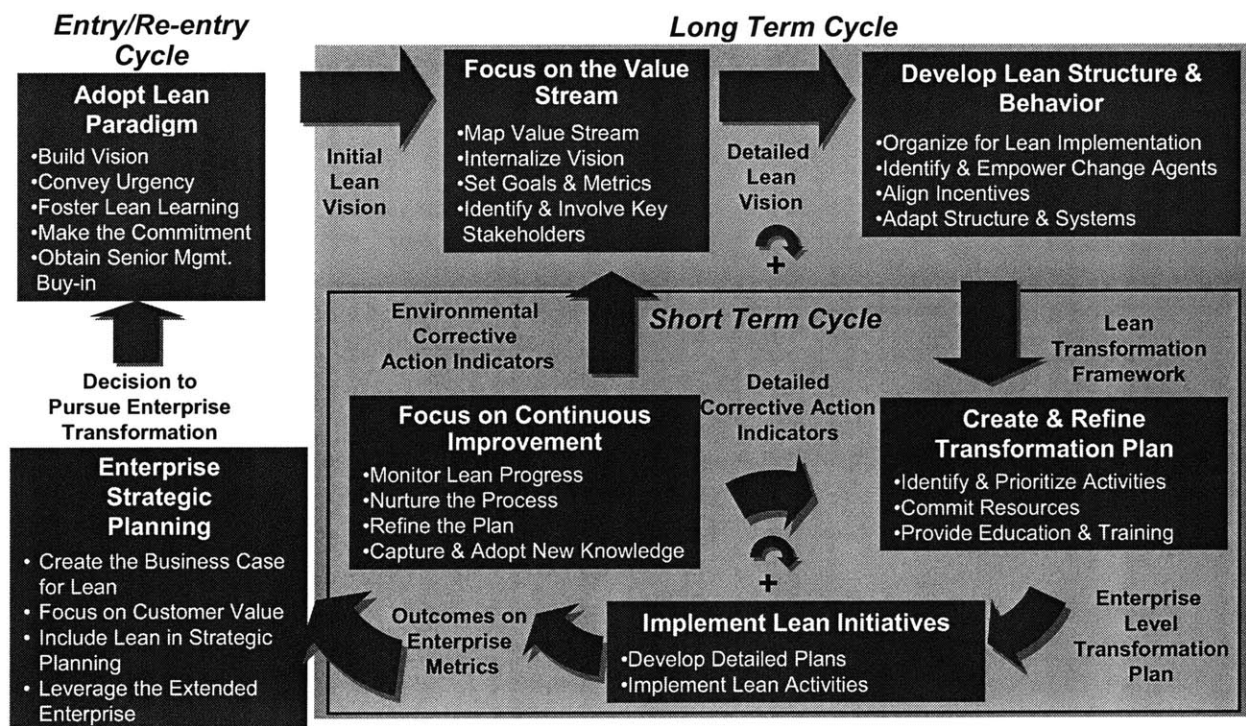 Entry/Re-entry
Cycle
Adopt Lean
Paradigm
•Build Vision
•Convey Urgency
•Foster Lean Learning
•Make the Commitment
•Obtain Senior Mgmt.
Buy-in
Decision to
Pursue Enterprise
Transformation
Enterprise
Strategic
Planning
• Create the Business Case
for Lean
• Focus on Customer Value
• Include Lean in Strategic
Planning
• Leverage the Extended
Enterprise
Long Term Cycle
Initial
Lean
Vision
Focus on the Value
Stream
•Map Value Stream
•Internalize Vision
•Set Goals & Metrics
•Identify & Involve Key
Stakeholders
Detailed
Lean
Vision
+
Develop Lean Structure &
Behavior
•Organize for Lean Implementation
•Identify & Empower Change Agents
•Align Incentives
•Adapt Structure & Systems
Short Term Cycle
Environmental
Corrective
Action Indicators
Lean
Transformation
Framework
Focus on Continuous
Improvement
•Monitor Lean Progress
•Nurture the Process
•Refine the Plan
•Capture & Adopt New Knowledge
Detailed
Corrective Action
Indicators
+
Create & Refine
Transformation Plan
•Identify & Prioritize Activities
•Commit Resources
•Provide Education & Training
Outcomes on
Enterprise
Metrics
Implement Lean Initiatives
•Develop Detailed Plans
•Implement Lean Activities
Enterprise
Level
Transformation
Plan